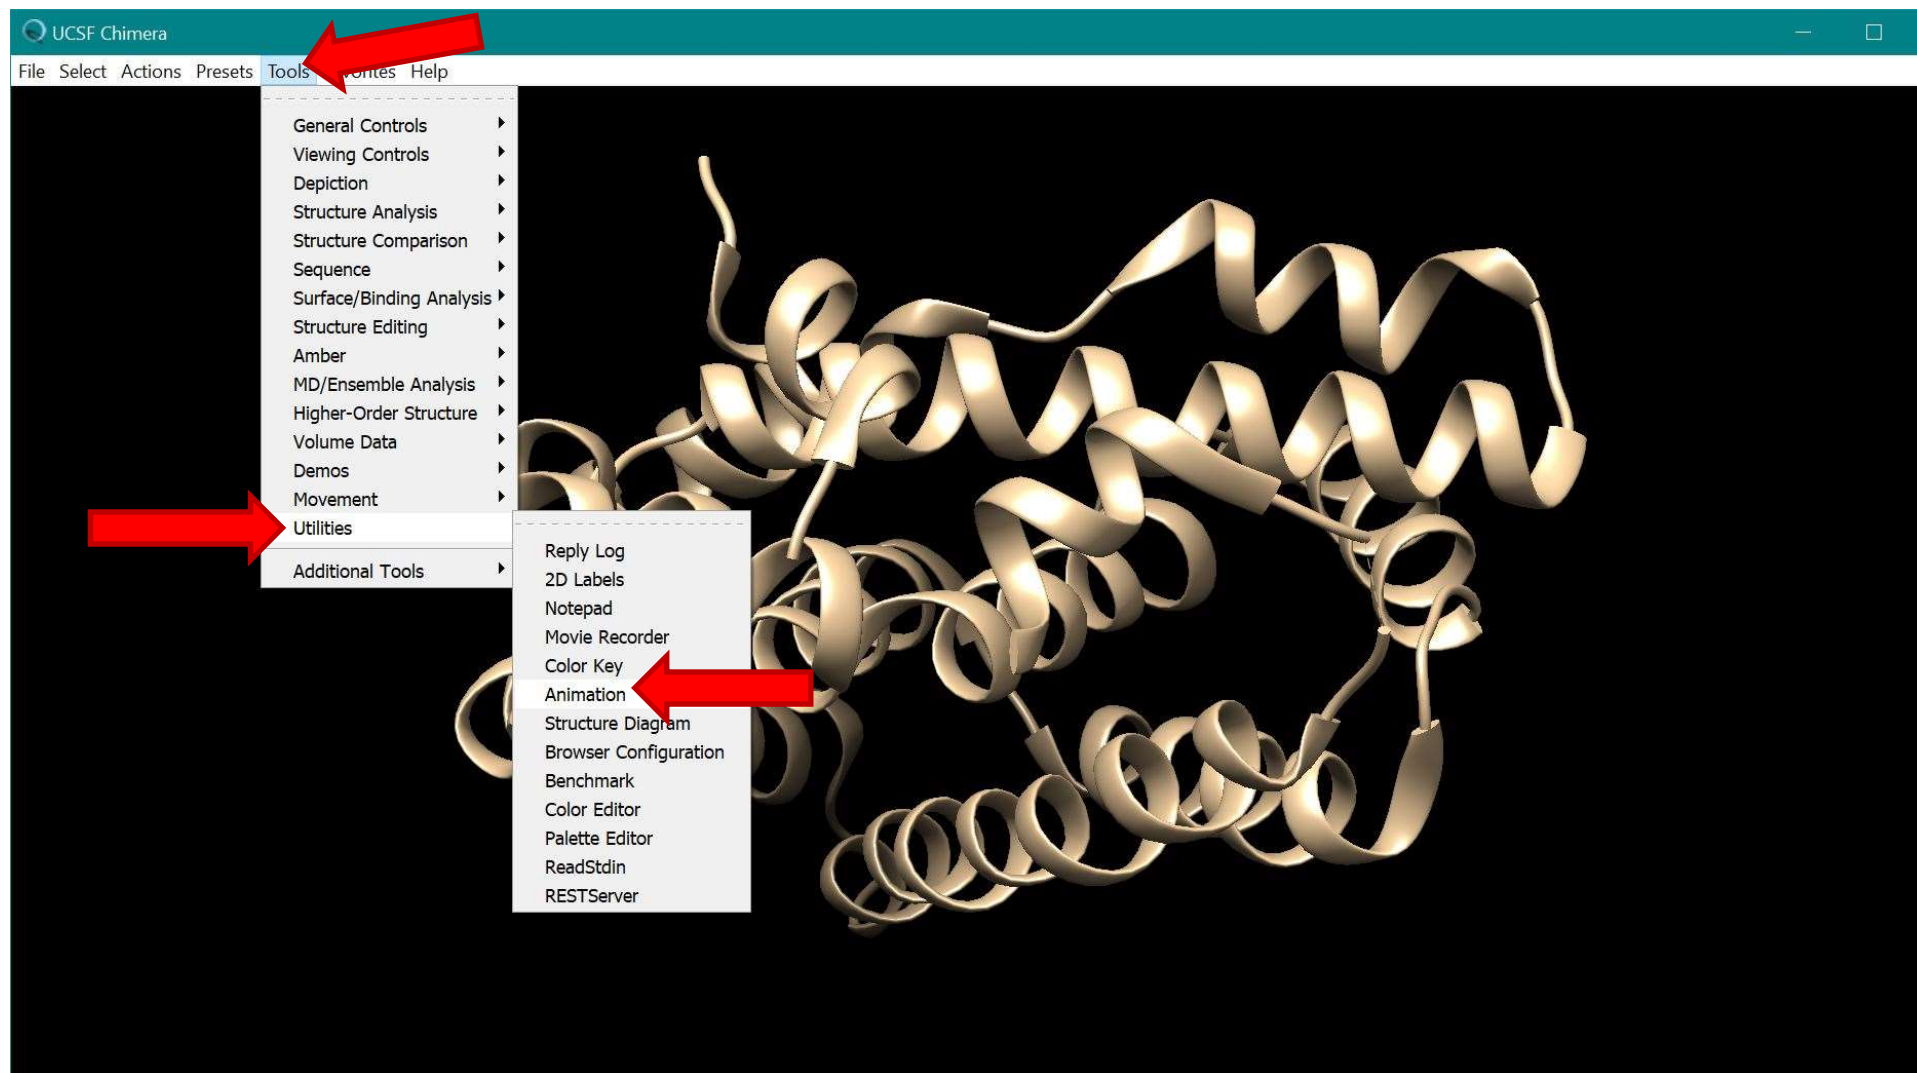 UCSF Chimera
File Select Actions Presets Tools Help
General Controls
Viewing Controls
Depiction
Structure Analysis
Structure Comparison
Sequence
Surface/Binding Analysis
Structure Editing
Amber
MD/Ensemble Analysis
Higher-Order Structure
Volume Data
Demos
Movement
Utilities
Additional Tools
Reply Log
2D Labels
Notepad
Movie Recorder
Color Key
Animation
Structure Diagram
Browser Configuration
Benchmark
Color Editor
Palette Editor
ReadStdin
RESTServer